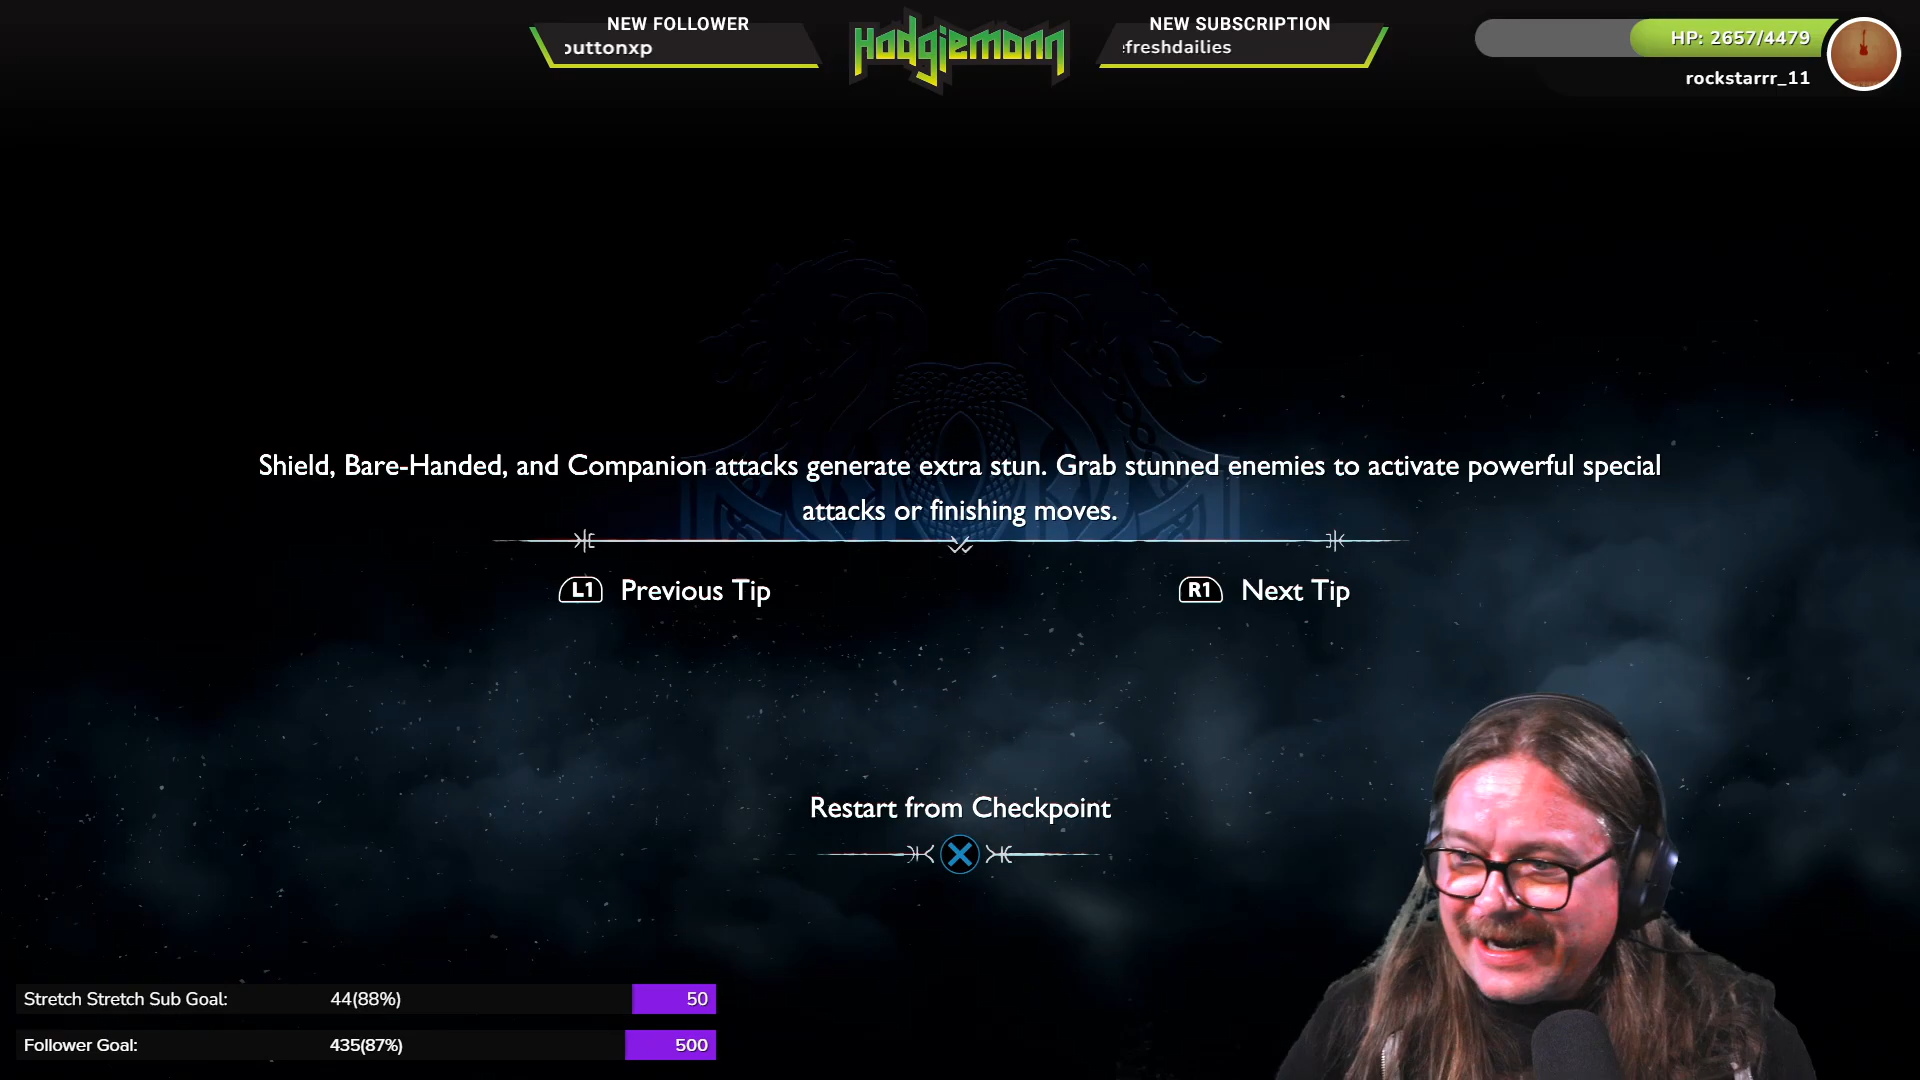 NEW FOLLOWER
buttonxp
Hodgiemonn
NEW SUBSCRIPTION
freshdailies
HP: 2657/4479
rockstarrr_11
Shield, Bare-Handed, and Companion attacks generate extra stun. Grab stunned enemies to activate powerful special
attacks or finishing moves.
L1 Previous Tip
R1 Next Tip
Restart from Checkpoint
Stretch Stretch Sub Goal: 44(88%) 50
Follower Goal: 435(87%) 500